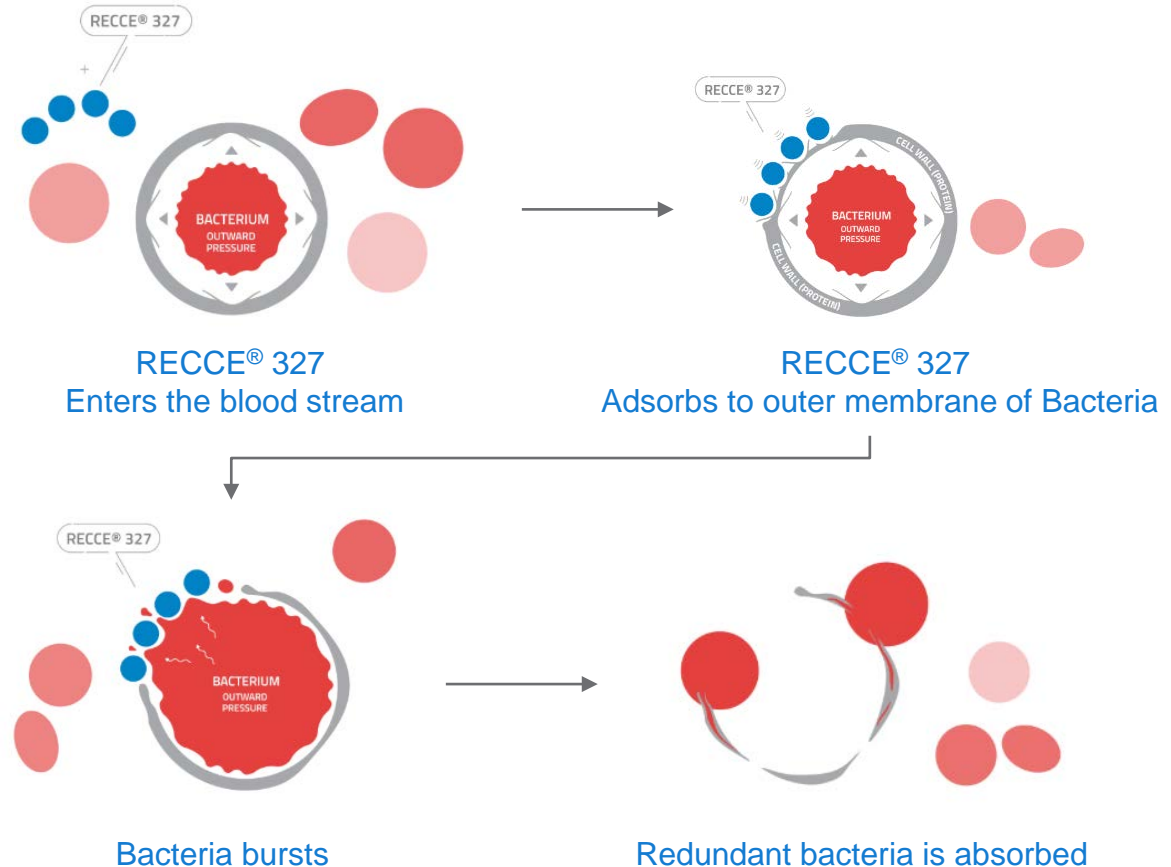 RECCE® 327
BACTERIUM
OUTWARD
PRESSURE
RECCE® 327
Enters the blood stream
RECCE® 327
CELL WALL (PROTEIN)
BACTERIUM
OUTWARD
PRESSURE
CELL WALL (PROTEIN)
RECCE® 327
Adsorbs to outer membrane of Bacteria
RECCE® 327
BACTERIUM
OUTWARD
PRESSURE
Bacteria bursts
Redundant bacteria is absorbed